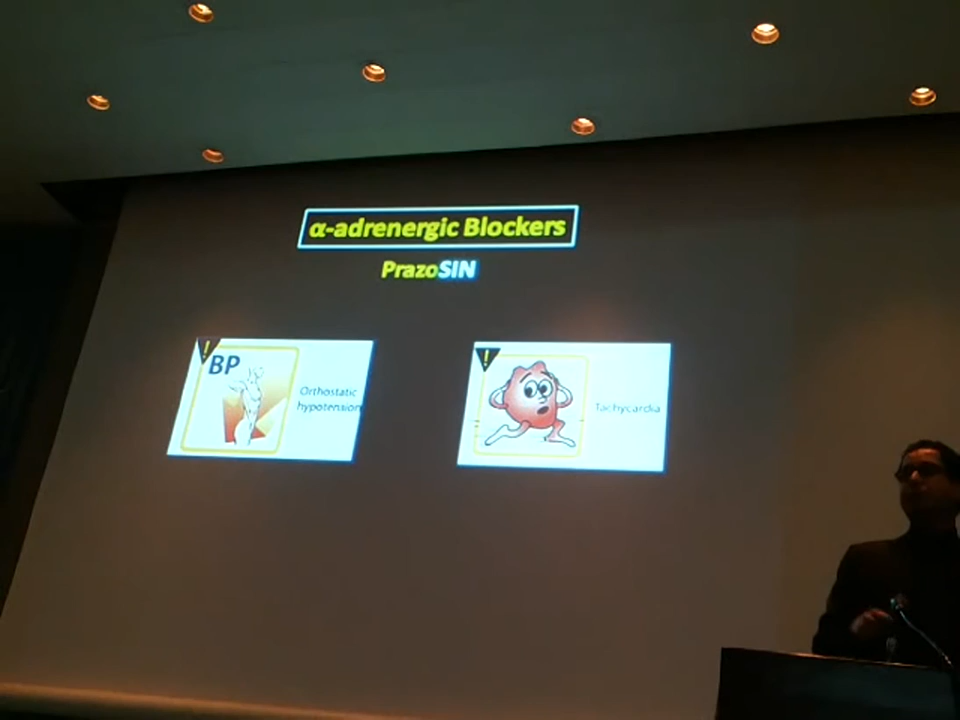 α-adrenergic Blockers
PrazoSIN
! BP
Orthostatic
hypotension
!
Tachycardia